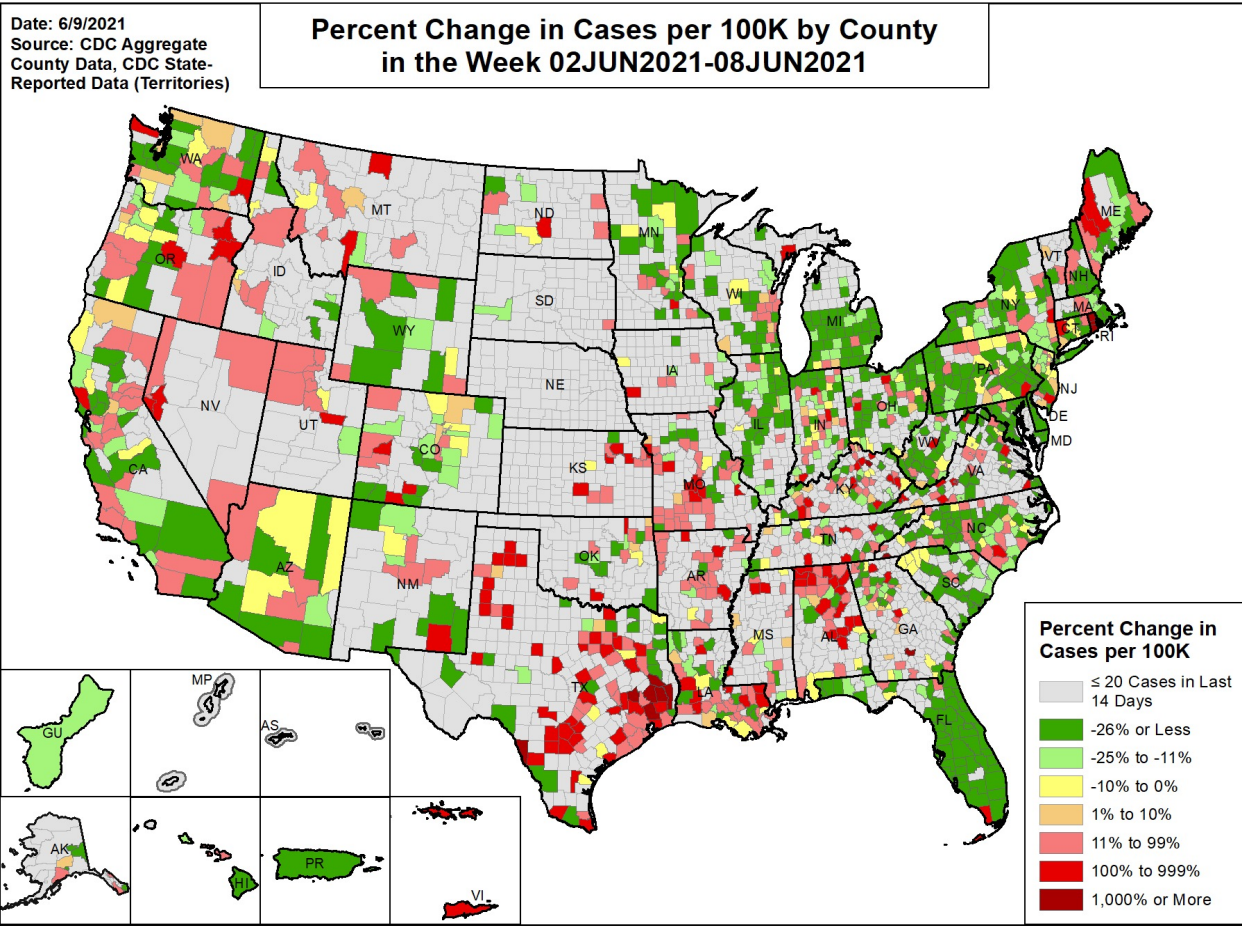 Date: 6/9/2021
Source: CDC Aggregate
County Data, CDC State-
Reported Data (Territories)
Percent Change in Cases per 100K by County
in the Week 02JUN2021-08JUN2021
WA
MT
ND
MN
ME
OR
ID
SD
WI
VT
NH
NY
MA
WY
MI
CT
RI
IA
PA
NE
NJ
NV
OH
UT
IL
IN
DE
CO
WV
MD
CA
KS
MO
KY
VA
TN
NC
AZ
OK
NM
AR
SC
MS
AL
GA
TX
LA
FL
GU
MP
AS
AK
HI
PR
VI
Percent Change in
Cases per 100K
≤ 20 Cases in Last
14 Days
-26% or Less
-25% to -11%
-10% to 0%
1% to 10%
11% to 99%
100% to 999%
1,000% or More